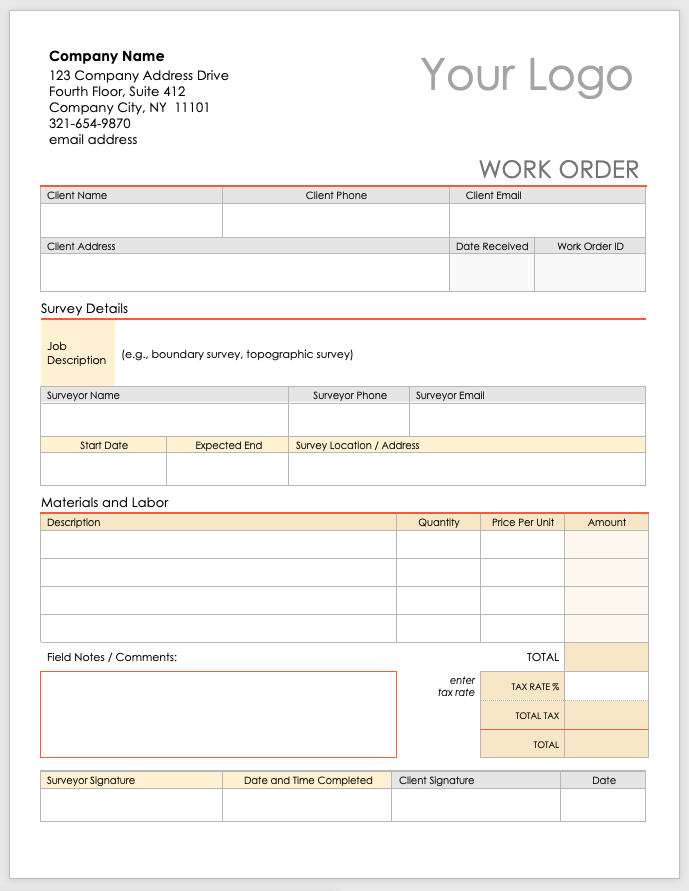 Company Name
123 Company Address Drive
Fourth Floor, Suite 412
Company City, NY  11101
321-654-9870
email address
Your Logo
WORK ORDER
Client Name Client Phone Client Email
Client Address Date Received Work Order ID
Survey Details
Job
Description
(e.g., boundary survey, topographic survey)
Surveyor Name Surveyor Phone Surveyor Email
Start Date Expected End Survey Location / Address
Materials and Labor
Description Quantity Price Per Unit Amount
Field Notes / Comments: TOTAL
enter
tax rate
TAX RATE %
TOTAL TAX
TOTAL
Surveyor Signature Date and Time Completed Client Signature Date